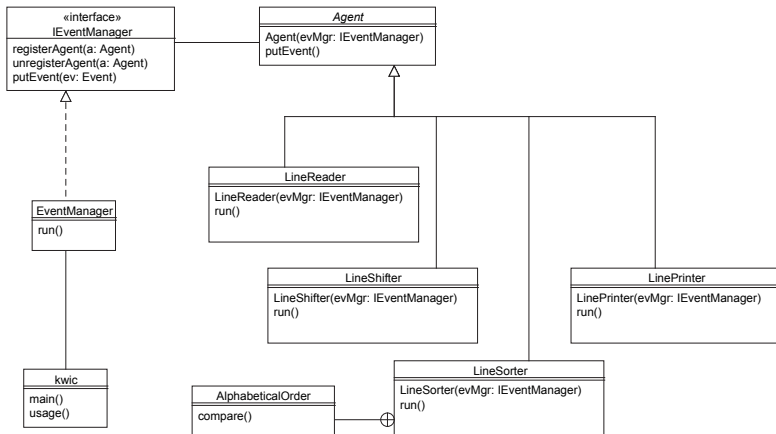 «interface»
IEventManager
registerAgent(a: Agent)
unregisterAgent(a: Agent)
putEvent(ev: Event)
Agent
Agent(evMgr: IEventManager)
putEvent()
LineReader
LineReader(evMgr: IEventManager)
run()
EventManager
run()
LineShifter
LineShifter(evMgr: IEventManager)
run()
LinePrinter
LinePrinter(evMgr: IEventManager)
run()
kwic
main()
usage()
AlphabeticalOrder
compare()
LineSorter
LineSorter(evMgr: IEventManager)
run()